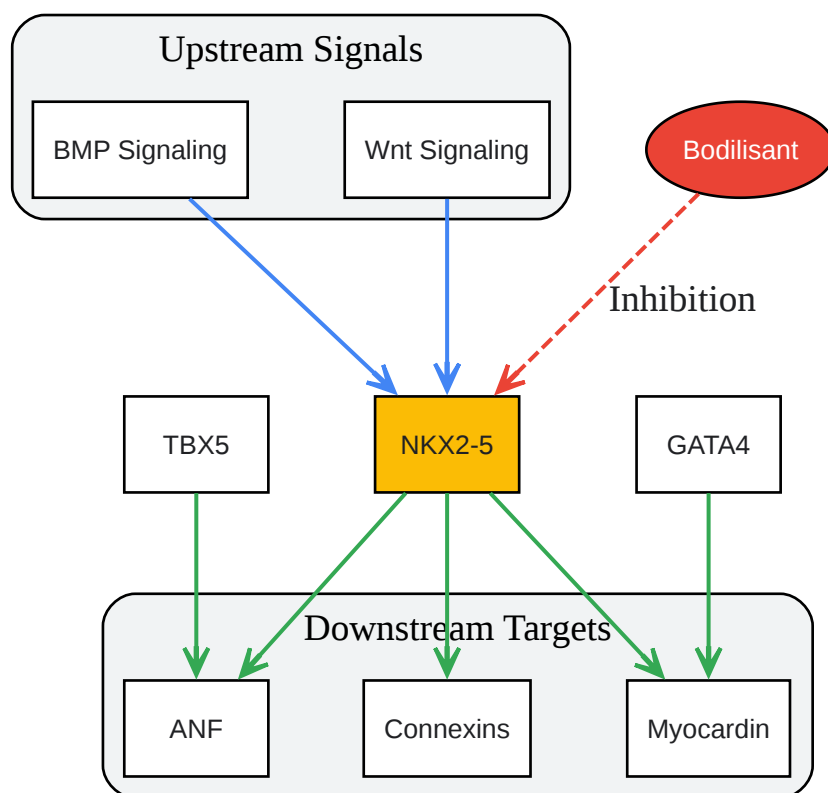 Upstream Signals
BMP Signaling
Wnt Signaling
Bodilisant
Inhibition
TBX5
NKX2-5
GATA4
Downstream Targets
ANF
Connexins
Myocardin